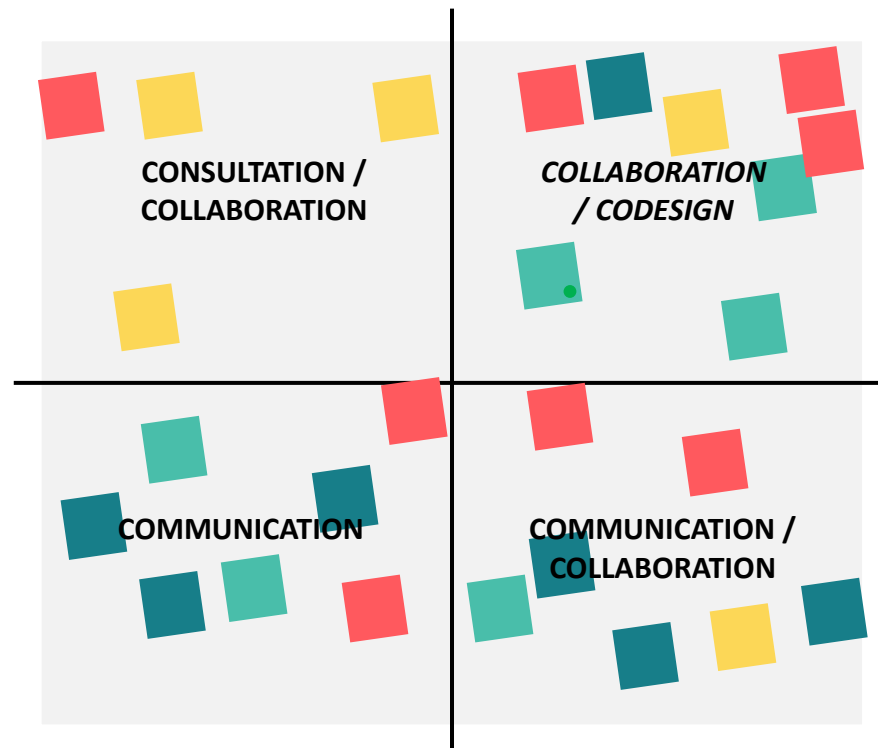 CONSULTATION /
COLLABORATION
COLLABORATION
/ CODESIGN
COMMUNICATION
COMMUNICATION /
COLLABORATION